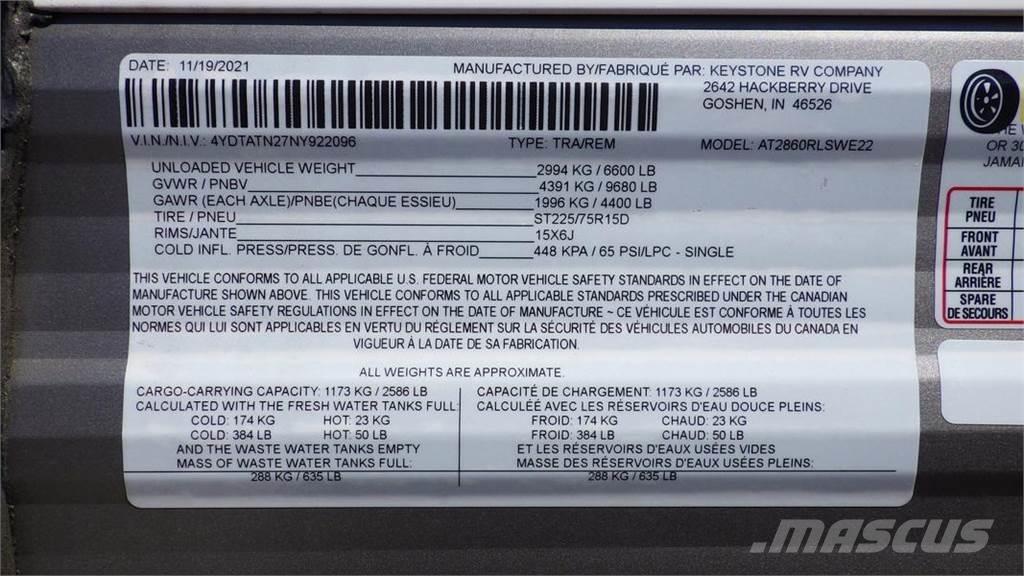 DATE: 11/19/2021 MANUFACTURED BY/FABRIQUÉ PAR: KEYSTONE RV COMPANY
2642 HACKBERRY DRIVE
GOSHEN, IN 46526
V.I.N./N.I.V.: 4YDTATN27NY922096 TYPE: TRA/REM MODEL: AT2860RLSWE22
UNLOADED VEHICLE WEIGHT 2994 KG / 6600 LB
GVWR / PNBV 4391 KG / 9680 LB
GAWR (EACH AXLE)/PNBE(CHAQUE ESSIEU) 1996 KG / 4400 LB
TIRE / PNEU ST225/75R15D
RIMS/JANTE 15X6J
COLD INFL. PRESS/PRESS DE GONFL. À FROID 448 KPA / 65 PSI/LPC - SINGLE
THIS VEHICLE CONFORMS TO ALL APPLICABLE U.S. FEDERAL MOTOR VEHICLE SAFETY STANDARDS IN EFFECT ON THE DATE OF
MANUFACTURE SHOWN ABOVE. THIS VEHICLE CONFORMS TO ALL APPLICABLE STANDARDS PRESCRIBED UNDER THE CANADIAN
MOTOR VEHICLE SAFETY REGULATIONS IN EFFECT ON THE DATE OF MANUFACTURE ~ CE VÉHICULE EST CONFORME À TOUTES LES
NORMES QUI LUI SONT APPLICABLES EN VERTU DU RÉGLEMENT SUR LA SÉCURITÉ DES VÉHICULES AUTOMOBILES DU CANADA EN
VIGUEUR À LA DATE DE SA FABRICATION.
ALL WEIGHTS ARE APPROXIMATE.
CARGO-CARRYING CAPACITY: 1173 KG / 2586 LB
CALCULATED WITH THE FRESH WATER TANKS FULL:
COLD: 174 KG HOT: 23 KG
COLD: 384 LB HOT: 50 LB
AND THE WASTE WATER TANKS EMPTY
MASS OF WASTE WATER TANKS FULL:
288 KG / 635 LB
CAPACITÉ DE CHARGEMENT: 1173 KG / 2586 LB
CALCULÉE AVEC LES RÉSERVOIRS D'EAU DOUCE PLEINS:
FROID: 174 KG CHAUD: 23 KG
FROID: 384 LB CHAUD: 50 LB
ET LES RÉSERVOIRS D'EAUX USÉES VIDES
MASSE DES RÉSERVOIRS D'EAUX USÉES PLEINS:
288 KG / 635 LB
OR 30
JAMAI
TIRE
PNEU
FRONT
AVANT
REAR
ARRIÈRE
SPARE
DE SECOURS
MASCUS